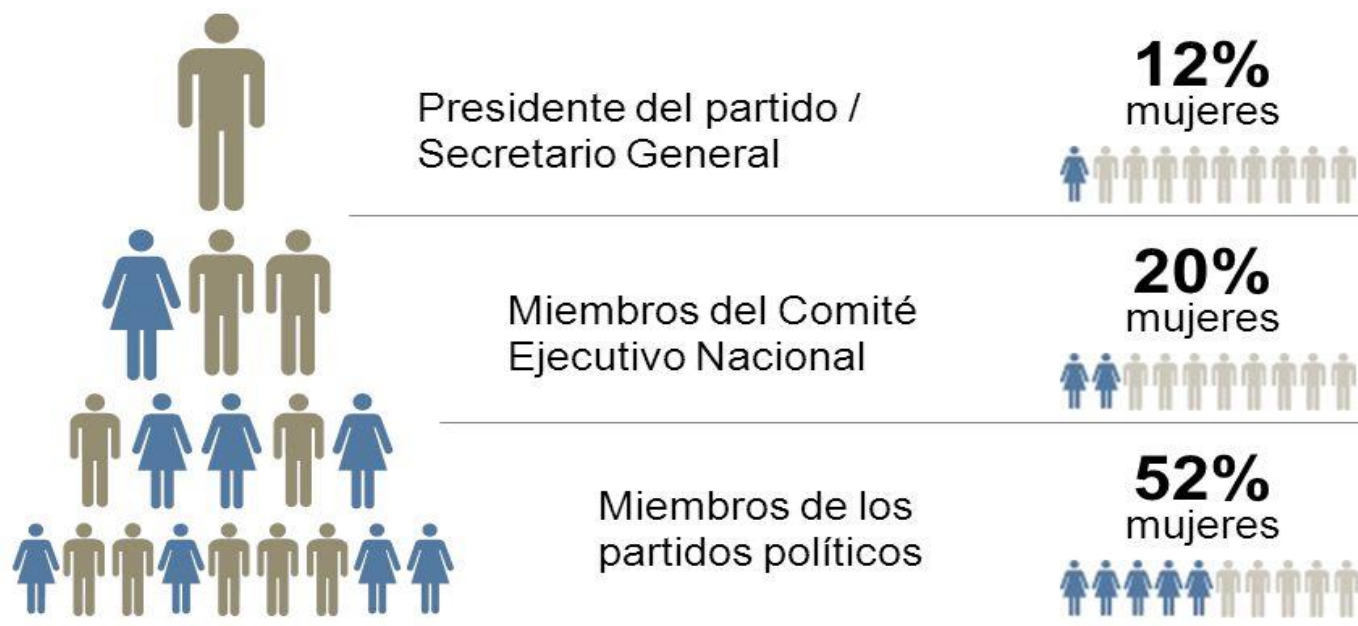 Presidente del partido /
Secretario General
12%
mujeres
Miembros del Comité
Ejecutivo Nacional
20%
mujeres
Miembros de los
partidos políticos
52%
mujeres